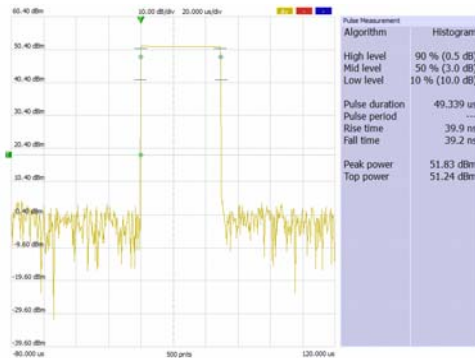 60.40 dBm
10.00 dB/div
20.000 us/div
50.40 dBm
40.40 dBm
30.40 dBm
20.40 dBm
10.40 dBm
0.40 dBm
-9.60 dBm
-19.60 dBm
-29.60 dBm
-39.60 dBm
-80.000 us
500 pnts
120.000 us
Pulse Measurement
Algorithm Histogram
High level 90 % (0.5 dB)
Mid level 50 % (3.0 dB)
Low level 10 % (10.0 dB)
Pulse duration 49.339 us
Pulse period ---
Rise time 39.9 ns
Fall time 39.2 ns
Peak power 51.83 dBm
Top power 51.24 dBm